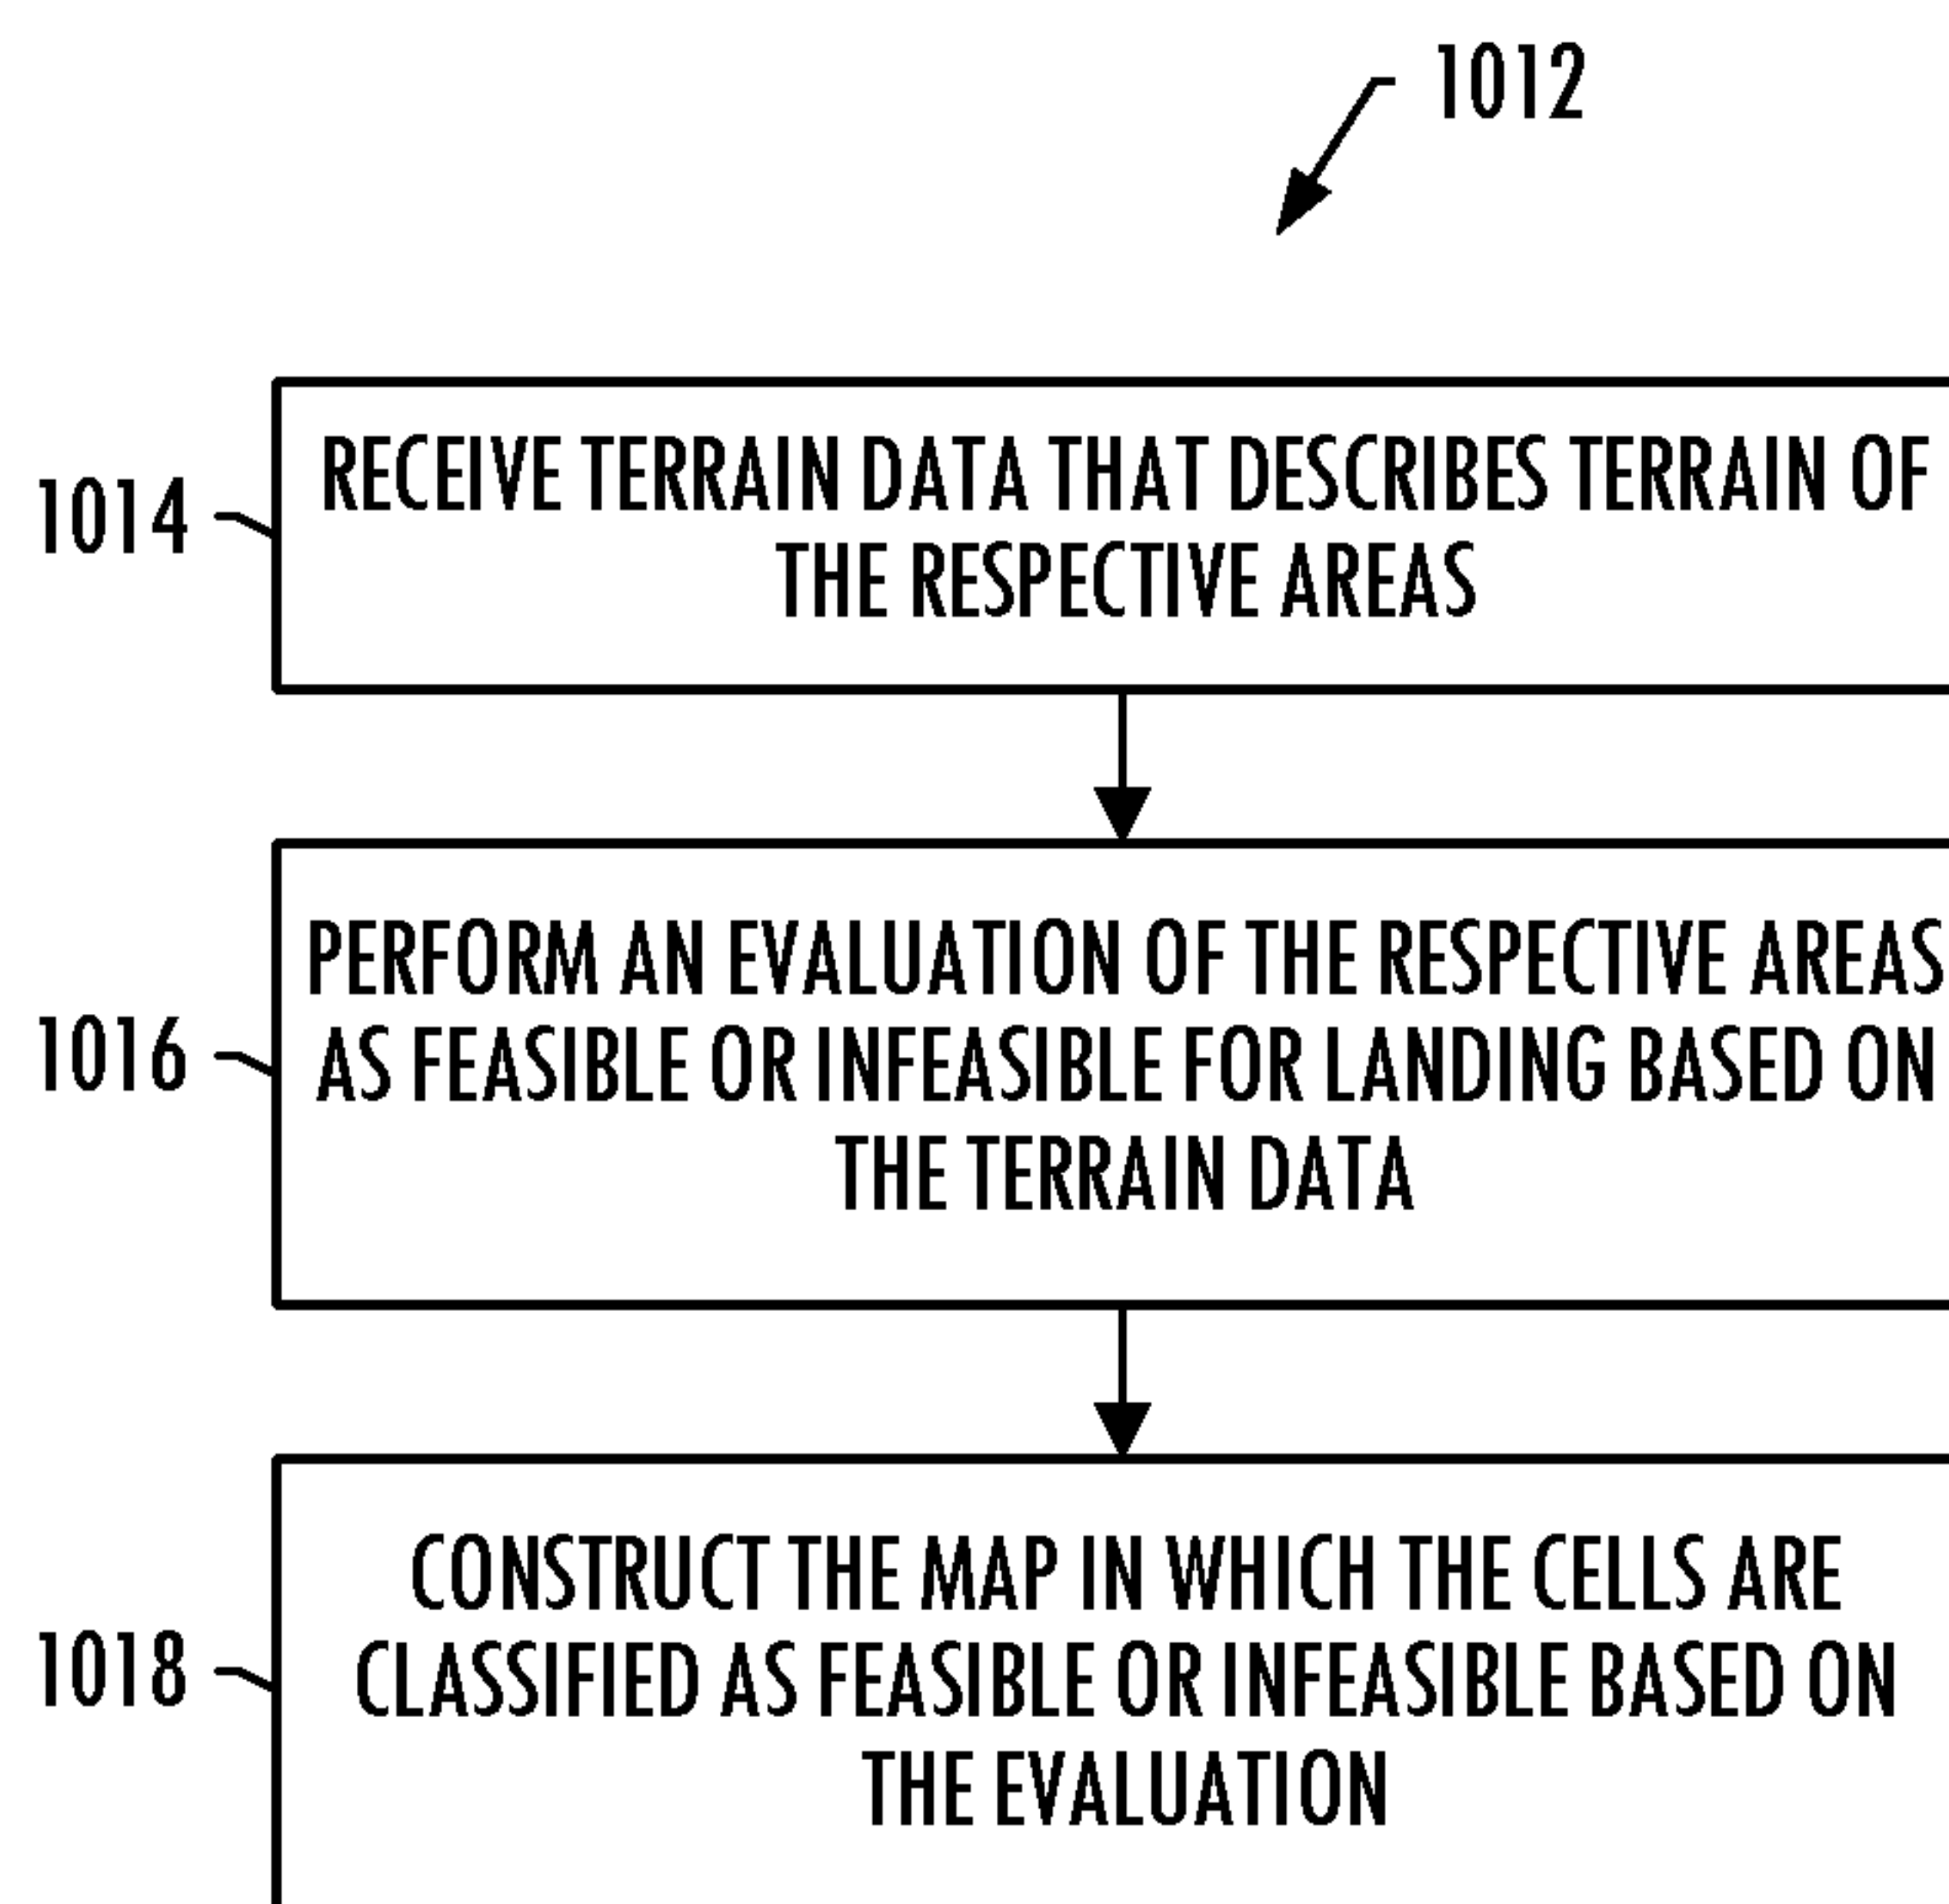 1012
1014
RECEIVE TERRAIN DATA THAT DESCRIBES TERRAIN OF
THE RESPECTIVE AREAS
1016
PERFORM AN EVALUATION OF THE RESPECTIVE AREAS
AS FEASIBLE OR INFEASIBLE FOR LANDING BASED ON
THE TERRAIN DATA
1018
CONSTRUCT THE MAP IN WHICH THE CELLS ARE
CLASSIFIED AS FEASIBLE OR INFEASIBLE BASED ON
THE EVALUATION